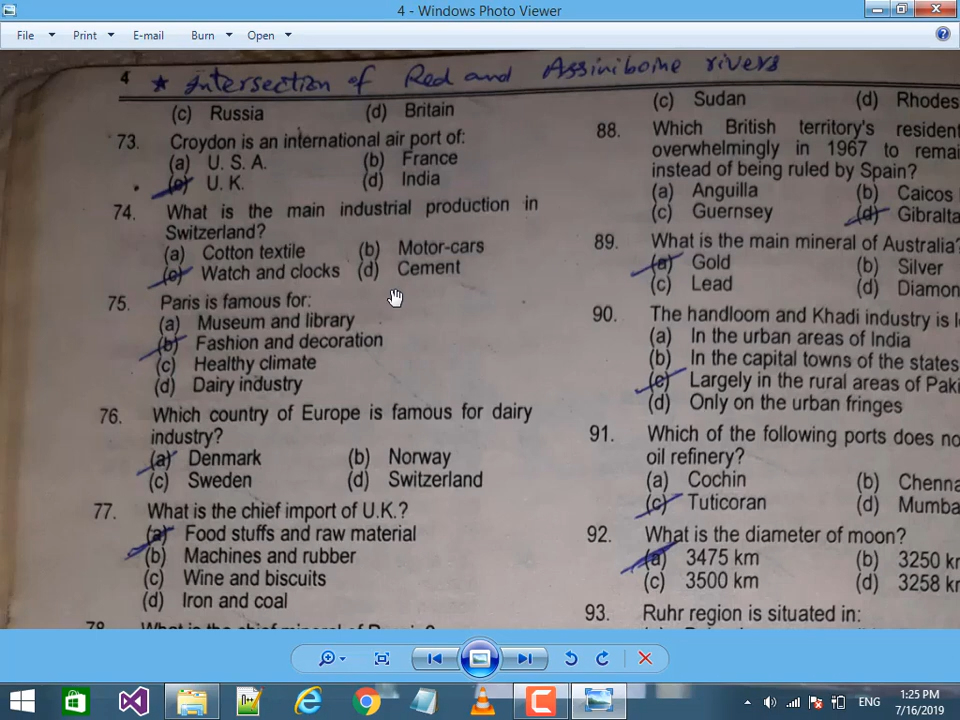 4 - Windows Photo Viewer
File Print E-mail Burn Open
4 * Intersection of Red and Assiniboine rivers
(c) Russia (d) Britain
73. Croydon is an international air port of:
(a) U. S. A. (b) France
(c) U. K. (d) India
74. What is the main industrial production in
Switzerland?
(a) Cotton textile (b) Motor-cars
(c) Watch and clocks (d) Cement
75. Paris is famous for:
(a) Museum and library
(b) Fashion and decoration
(c) Healthy climate
(d) Dairy industry
76. Which country of Europe is famous for dairy
industry?
(a) Denmark (b) Norway
(c) Sweden (d) Switzerland
77. What is the chief import of U.K.?
(a) Food stuffs and raw material
(b) Machines and rubber
(c) Wine and biscuits
(d) Iron and coal
78. What is the chief mineral of
(c) Sudan (d) Rhodes
88. Which British territory's resident
overwhelmingly in 1967 to remai
instead of being ruled by Spain?
(a) Anguilla (b) Caicos
(c) Guernsey (d) Gibralta
89. What is the main mineral of Australia?
(a) Gold (b) Silver
(c) Lead (d) Diamon
90. The handloom and Khadi industry is l
(a) In the urban areas of India
(b) In the capital towns of the states
(c) Largely in the rural areas of Paki
(d) Only on the urban fringes
91. Which of the following ports does no
oil refinery?
(a) Cochin (b) Chenna
(c) Tuticoran (d) Mumba
92. What is the diameter of moon?
(a) 3475 km (b) 3250 k
(c) 3500 km (d) 3258 k
93. Ruhr region is situated in:
ENG
1:25 PM
7/16/2019